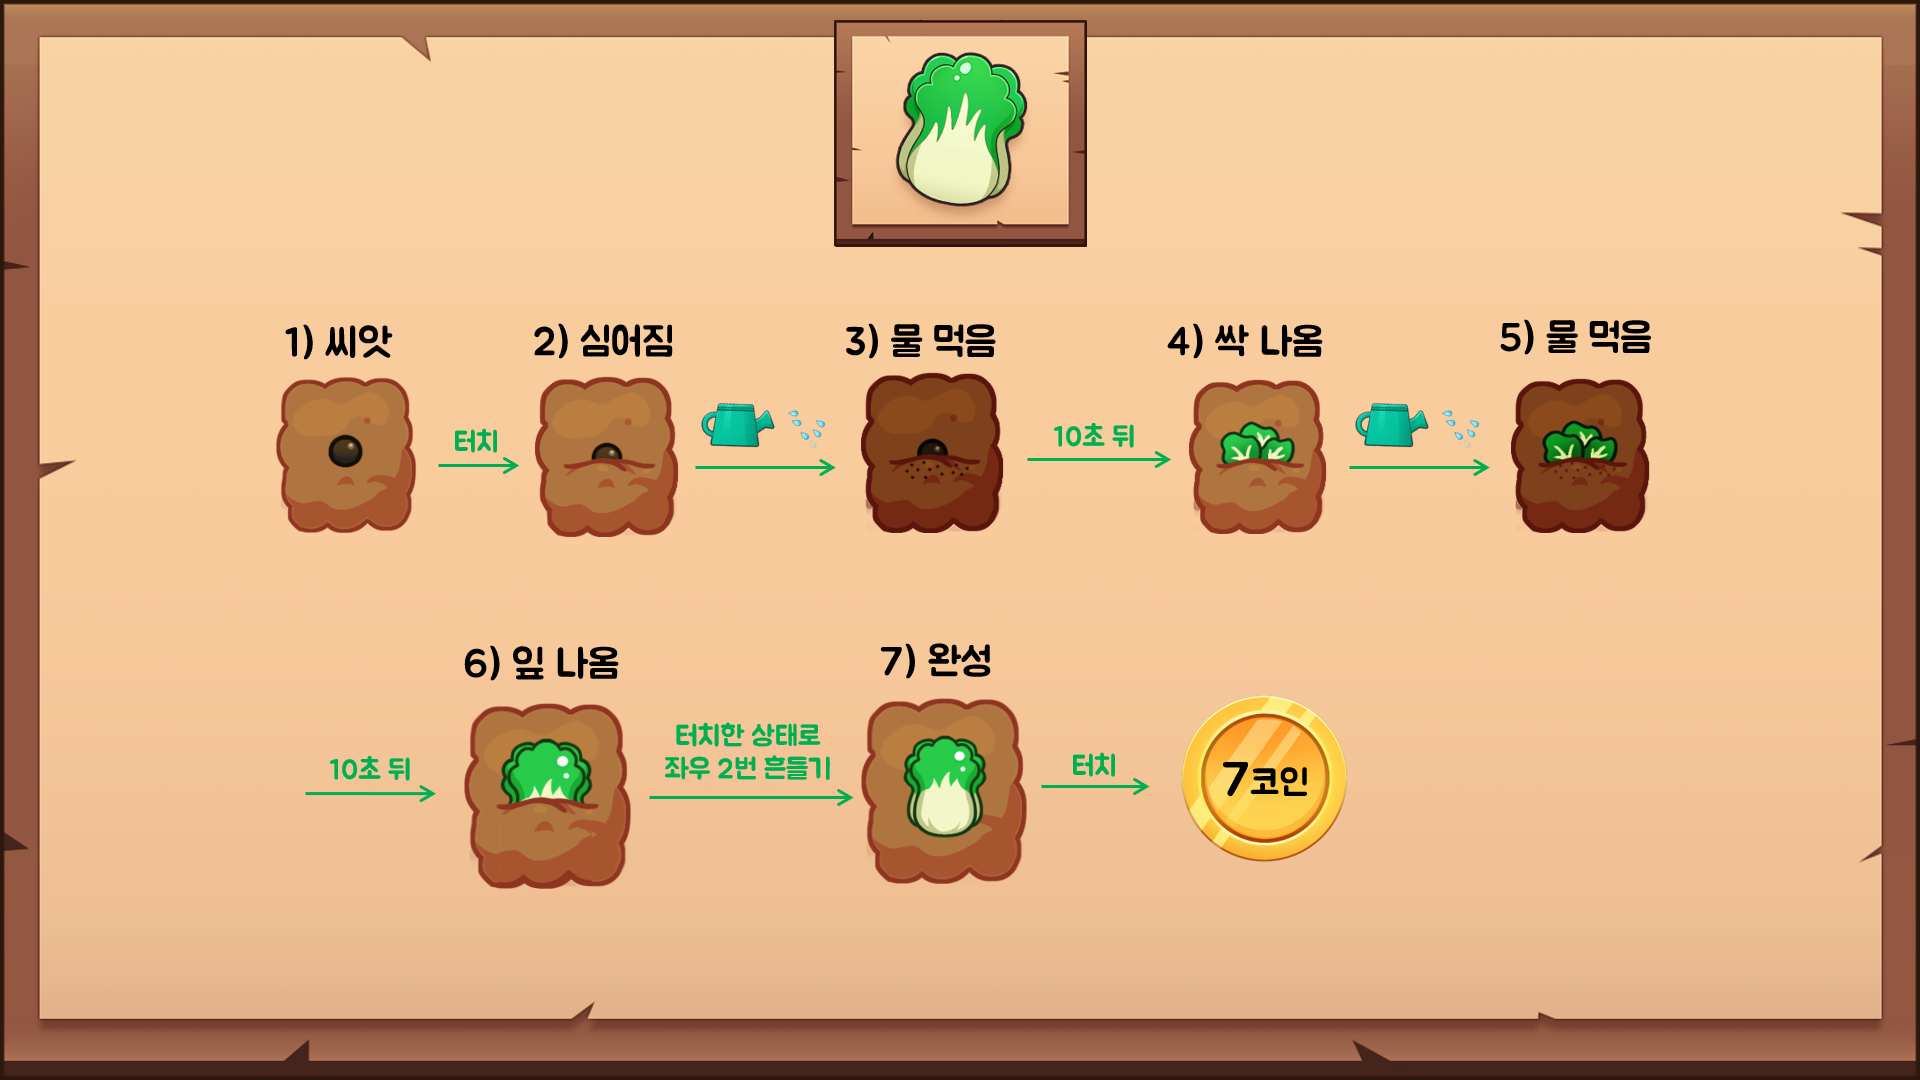 1) 씨앗
터치
2) 심어짐
3) 물 먹음
10초 뒤
4) 싹 나옴
5) 물 먹음
10초 뒤
6) 잎 나옴
터치한 상태로
좌우 2번 흔들기
7) 완성
터치
7코인